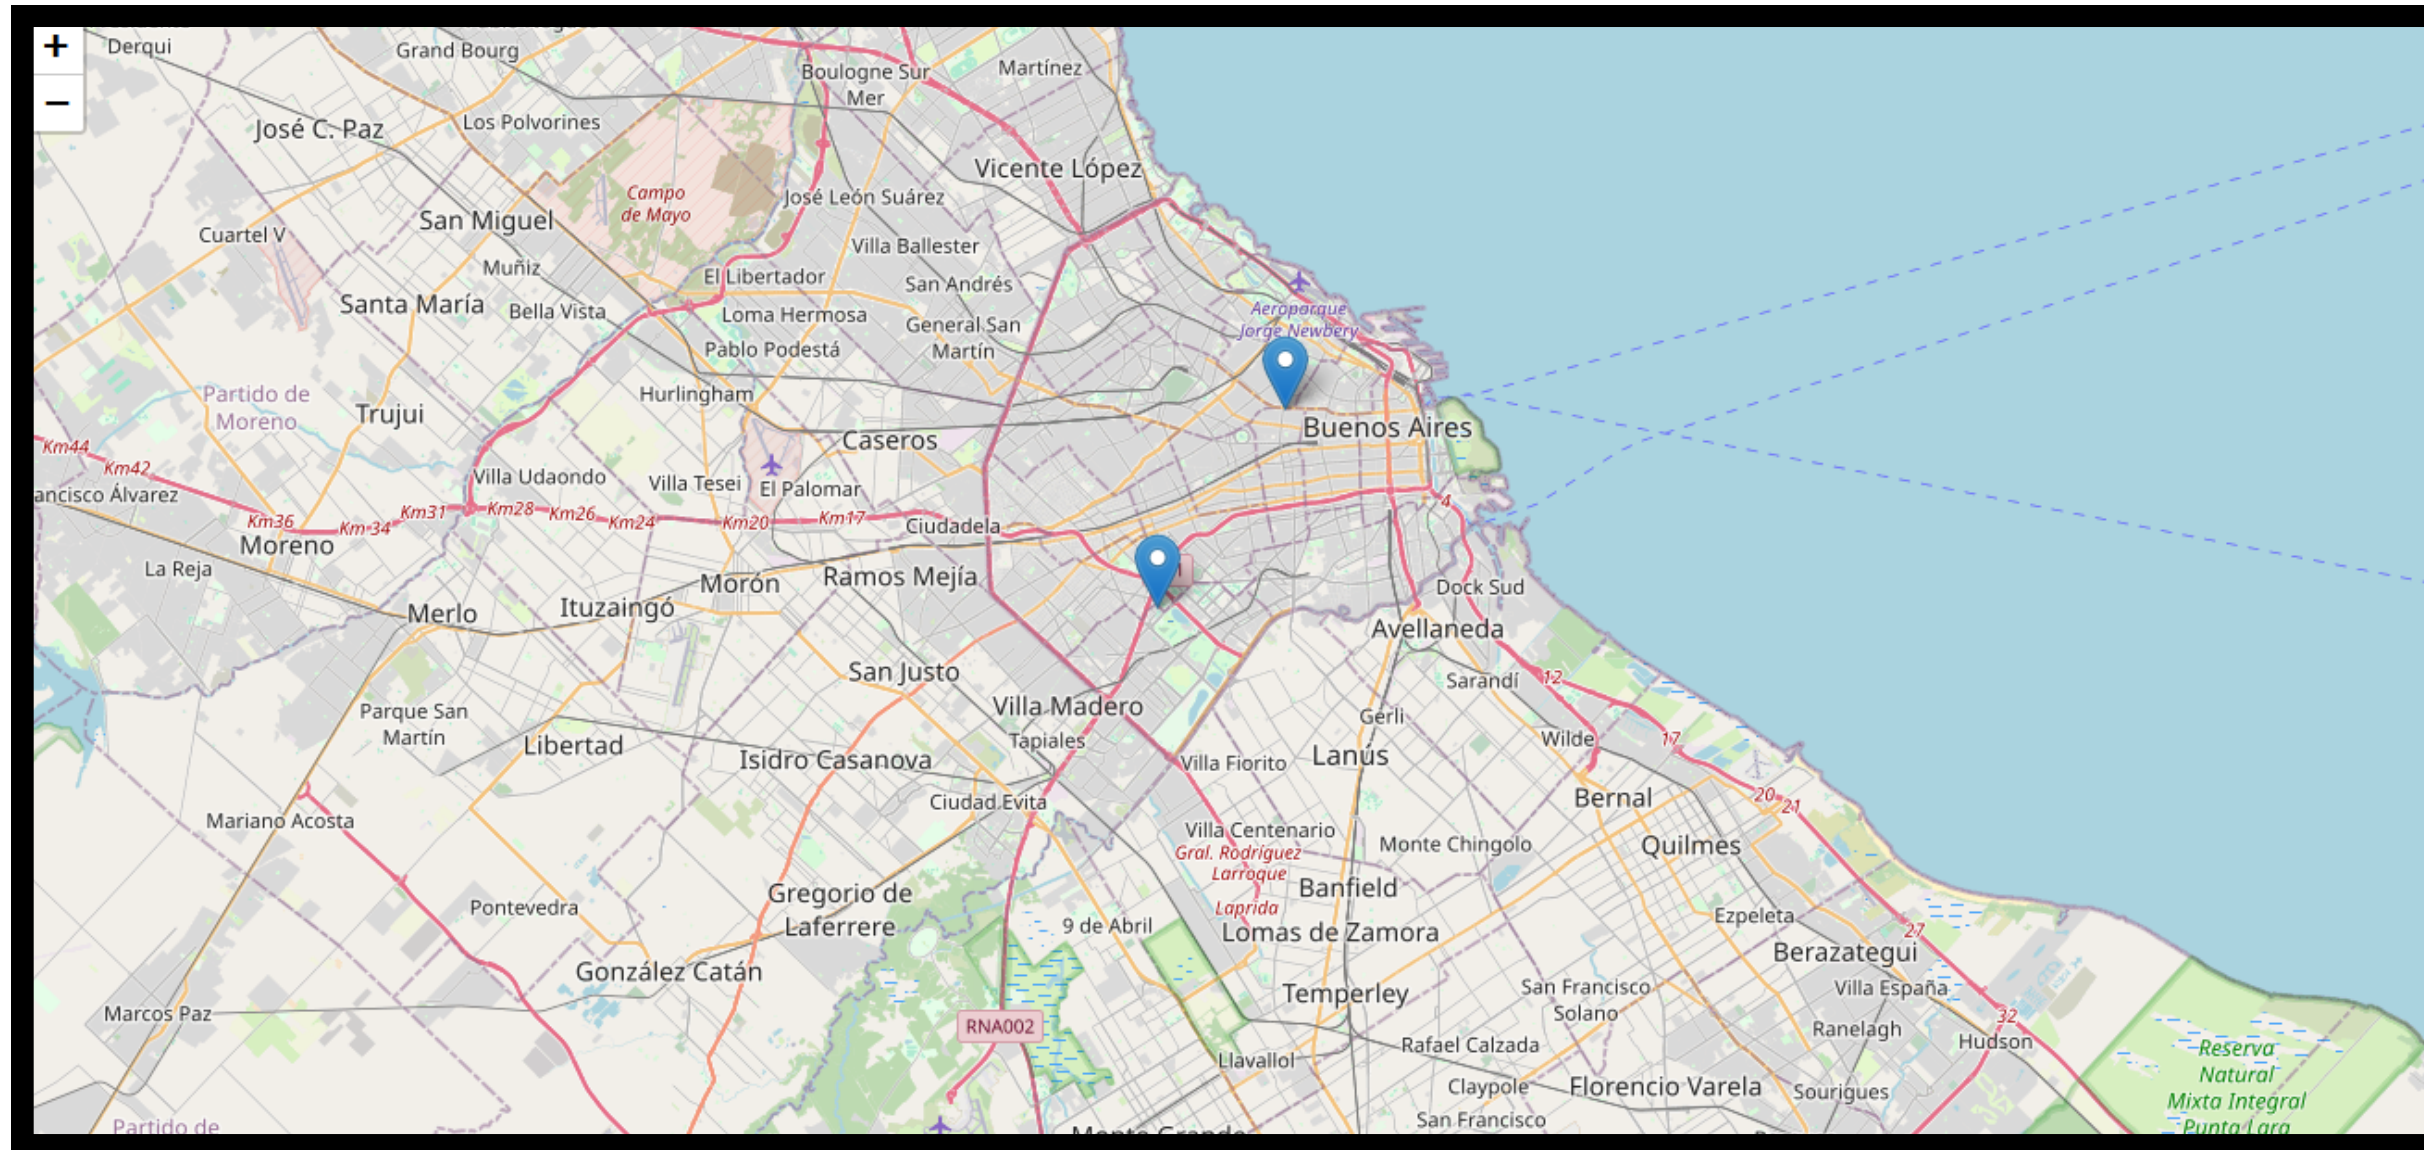 +
−
Derqui
Grand Bourg
Boulogne Sur
Mer
Martínez
José C. Paz
Los Polvorines
Vicente López
Campo
de Mayo
José León Suárez
San Miguel
Cuartel V
Villa Ballester
Muñiz
El Libertador
San Andrés
Santa María
Bella Vista
Loma Hermosa
General San
Martín
Aeroparque
Jorge Newbery
Pablo Podestá
Partido de
Moreno
Trujui
Hurlingham
Buenos Aires
Caseros
Km44
Km42
Villa Udaondo
Villa Tesei
El Palomar
ancisco Álvarez
Km36
Km34
Km31
Km28
Km26
Km24
Km20
Km17
Ciudadela
4
Moreno
La Reja
Morón
Ramos Mejía
Dock Sud
Merlo
Ituzaingó
Avellaneda
San Justo
Sarandí
12
Parque San
Martín
Libertad
Villa Madero
Tapiales
Gerli
Wilde
17
Isidro Casanova
Villa Fiorito
Lanús
Ciudad Evita
Bernal
20
21
Mariano Acosta
Villa Centenario
Gral. Rodríguez
Larroque
Monte Chingolo
Quilmes
Gregorio de
Laferrere
Banfield
Pontevedra
Laprida
9 de Abril
Lomas de Zamora
Ezpeleta
27
Berazategui
González Catán
Temperley
San Francisco
Solano
Villa España
Marcos Paz
RNA002
Ranelagh
32
Hudson
Llavallol
Rafael Calzada
Reserva
Natural
Mixta Integral
Punta Lara
Claypole
Florencio Varela
Sourigues
San Francisco
Partido de
Monte Grande